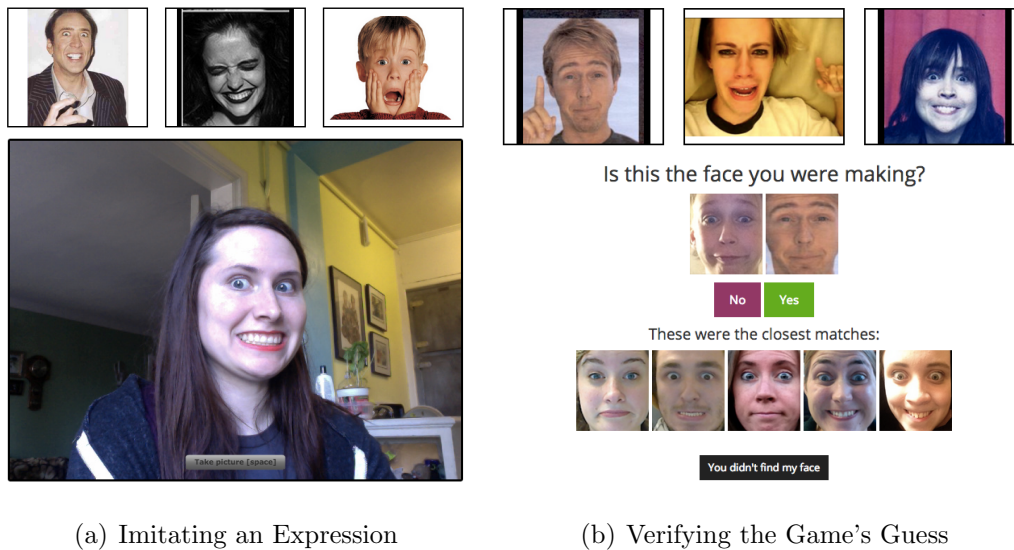 Is this the face you were making?
No
Yes
These were the closest matches:
Take picture [space]
You didn't find my face
(a) Imitating an Expression
(b) Verifying the Game's Guess